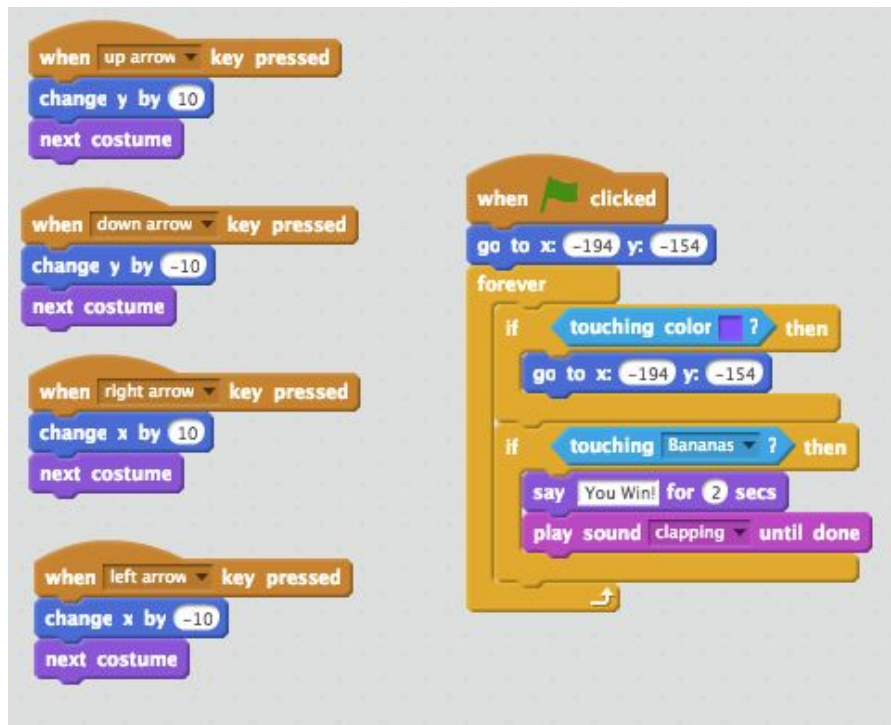 when up arrow key pressed
change y by 10
next costume
when down arrow key pressed
change y by -10
next costume
when right arrow key pressed
change x by 10
next costume
when left arrow key pressed
change x by -10
next costume
when clicked
go to x: -194 y: -154
forever
if touching color ? then
go to x: -194 y: -154
if touching Bananas ? then
say You Win! for 2 secs
play sound clapping until done